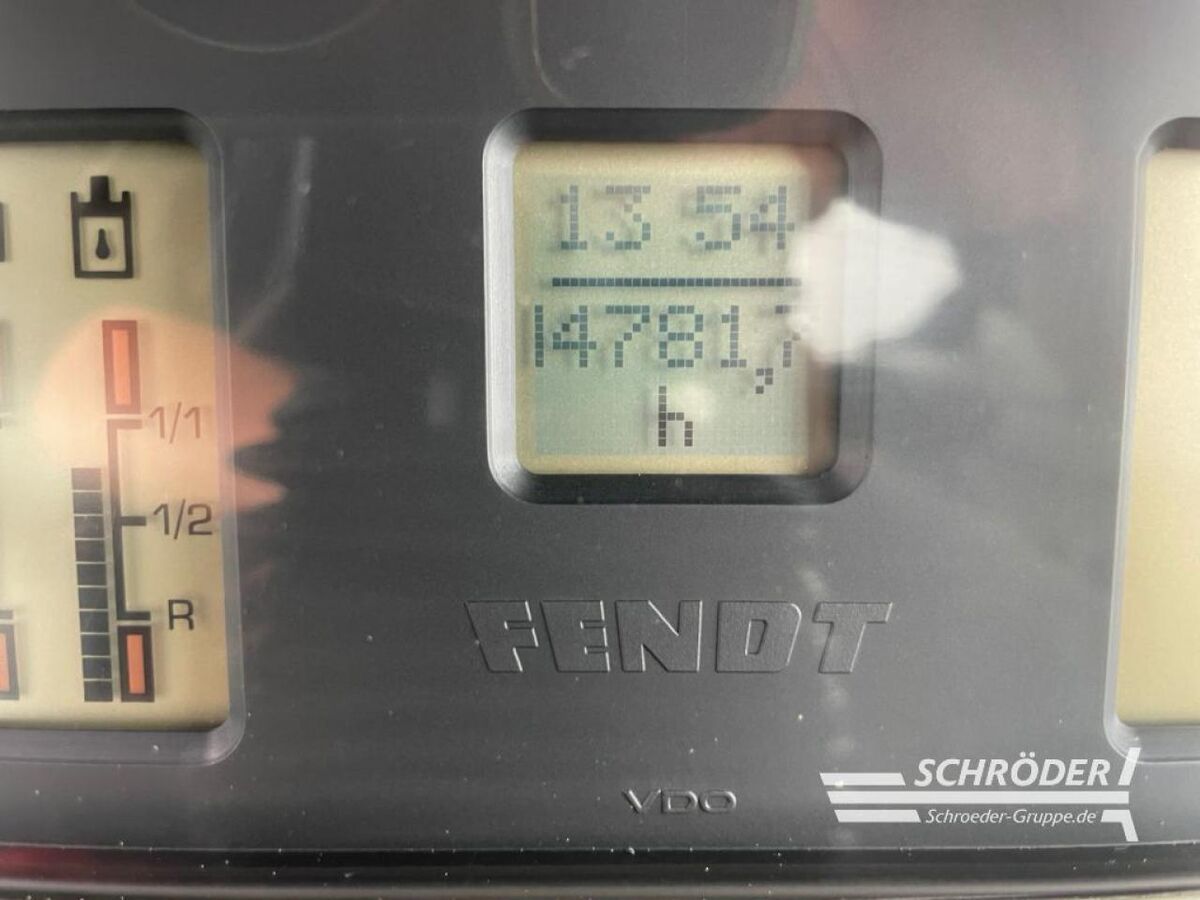 13 54
14781,7
h
1/1
1/2
R
FENDT
VDO
SCHRÖDER
Schroeder-Gruppe.de